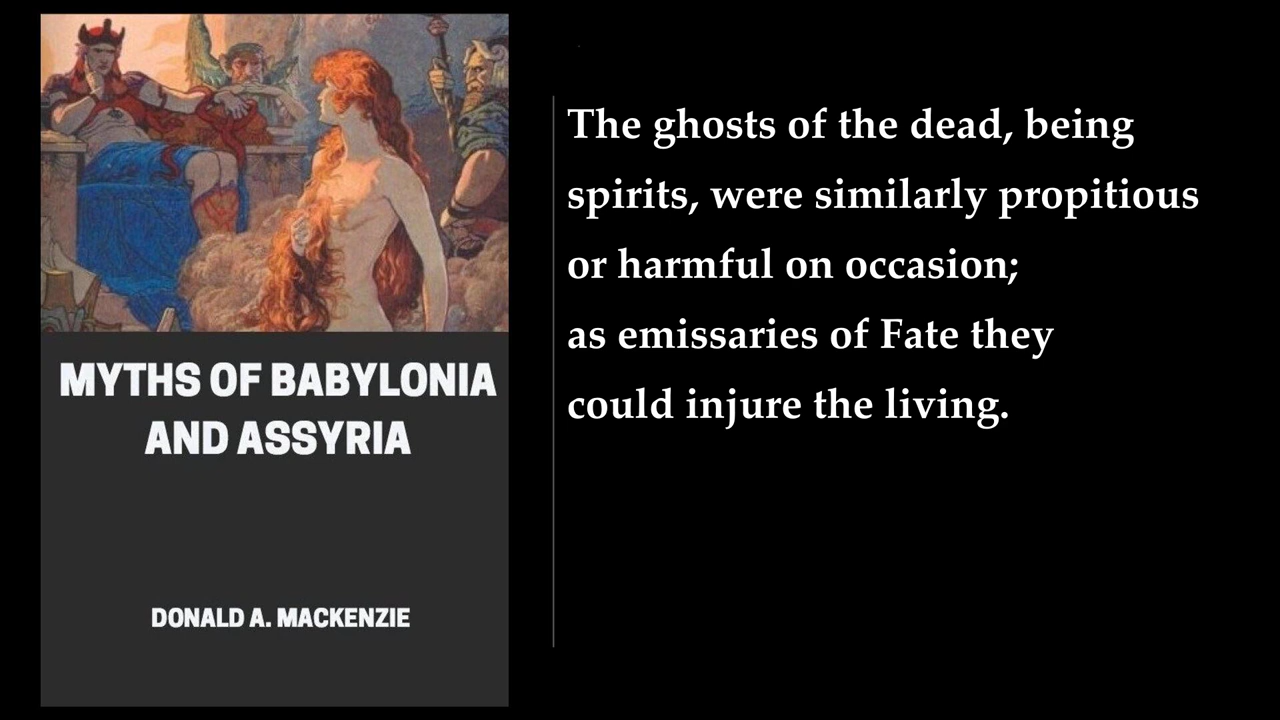 MYTHS OF BABYLONIA
AND ASSYRIA
DONALD A. MACKENZIE
The ghosts of the dead, being
spirits, were similarly propitious
or harmful on occasion;
as emissaries of Fate they
could injure the living.